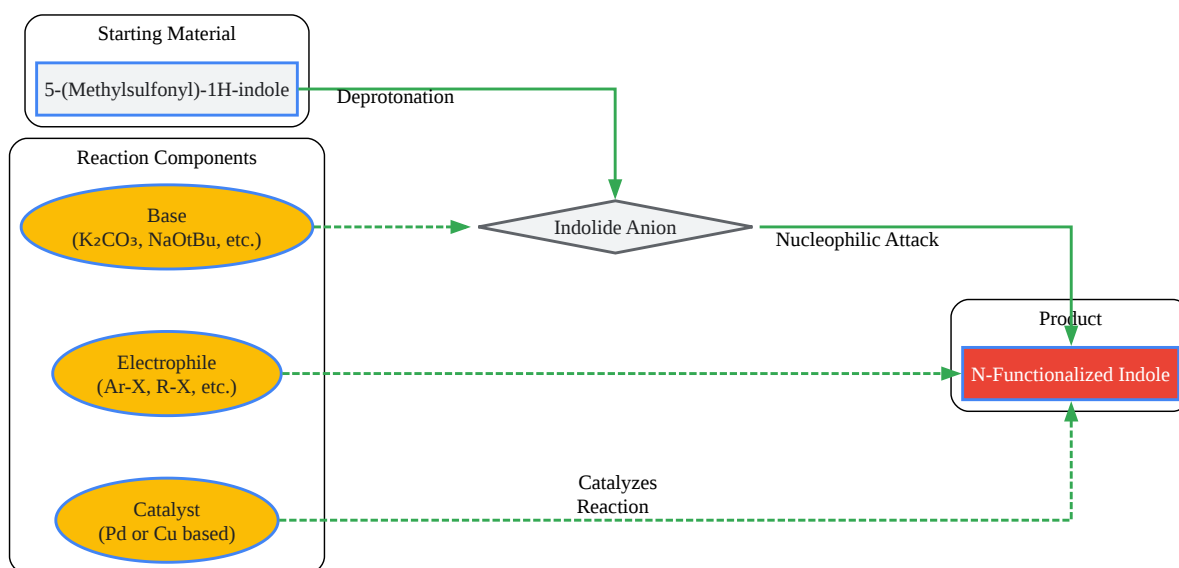 Starting Material
5-(Methylsulfonyl)-1H-indole
Deprotonation
Reaction Components
Base
(K₂CO₃, NaOtBu, etc.)
Indolide Anion
Nucleophilic Attack
Product
Electrophile
(Ar-X, R-X, etc.)
N-Functionalized Indole
Catalyzes
Reaction
Catalyst
(Pd or Cu based)